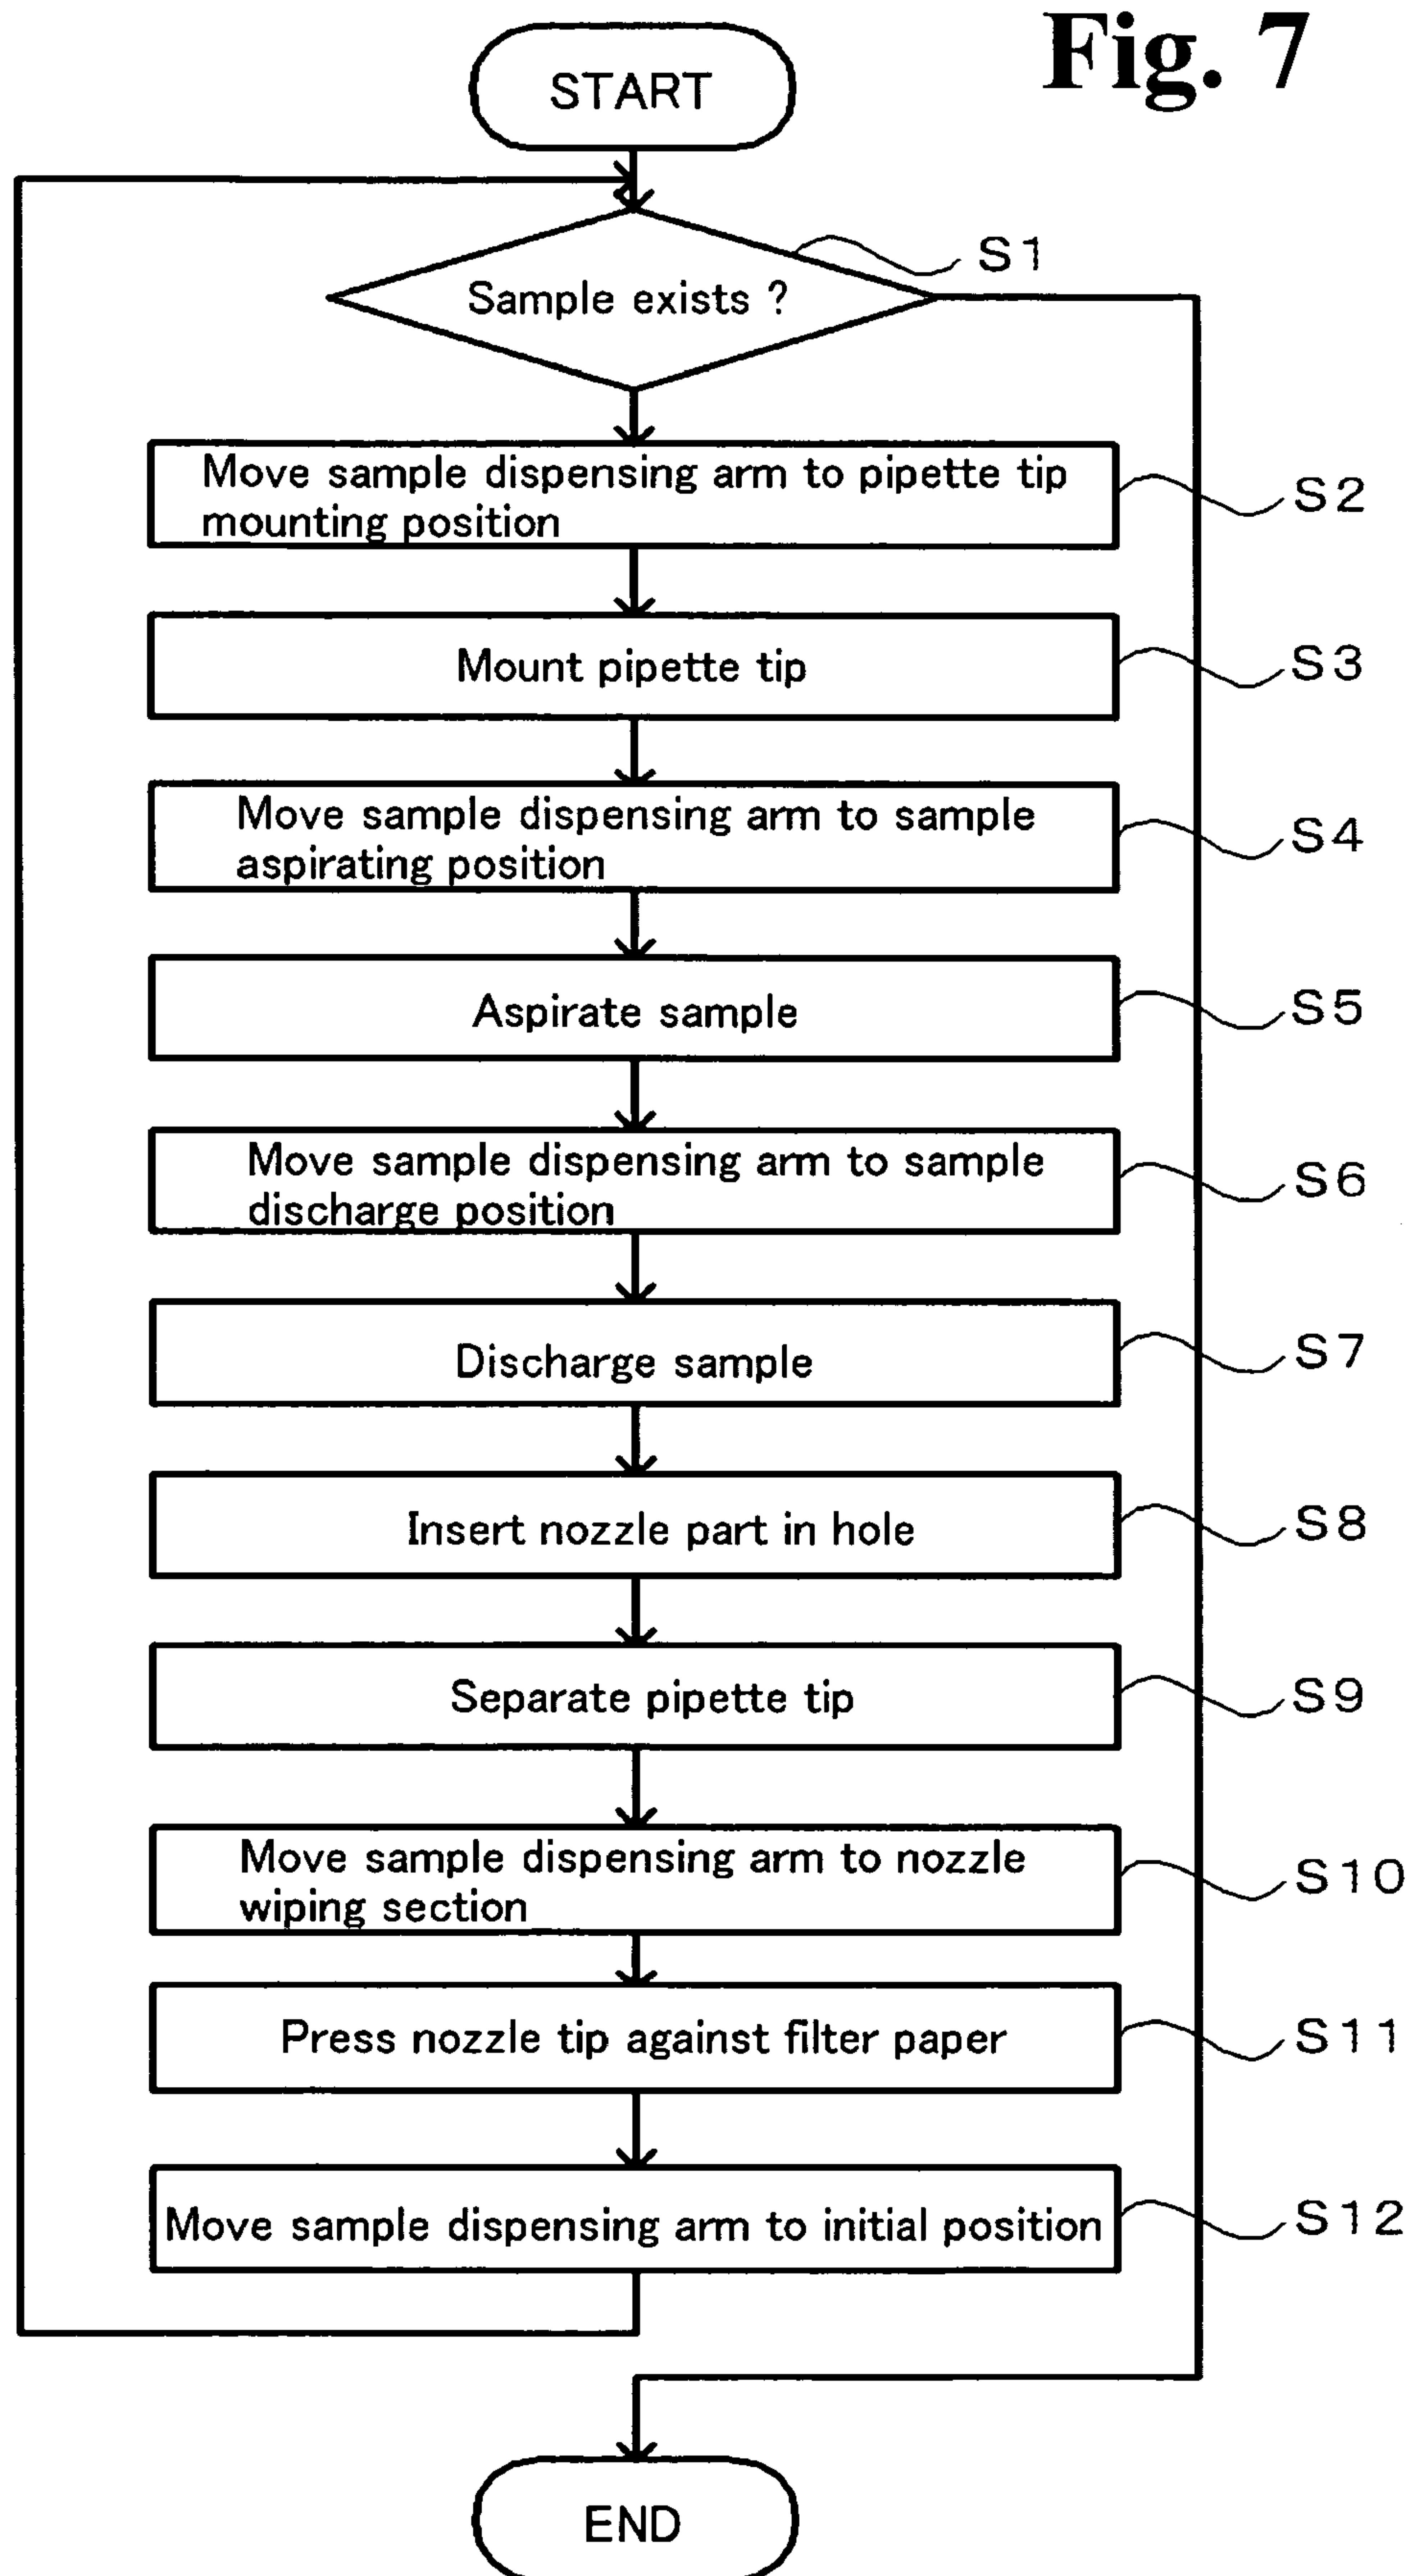 Fig. 7
START
Sample exists ?
S1
Move sample dispensing arm to pipette tip
mounting position
S2
Mount pipette tip
S3
Move sample dispensing arm to sample
aspirating position
S4
Aspirate sample
S5
Move sample dispensing arm to sample
discharge position
S6
Discharge sample
S7
Insert nozzle part in hole
S8
Separate pipette tip
S9
Move sample dispensing arm to nozzle
wiping section
S10
Press nozzle tip against filter paper
S11
Move sample dispensing arm to initial position
S12
END